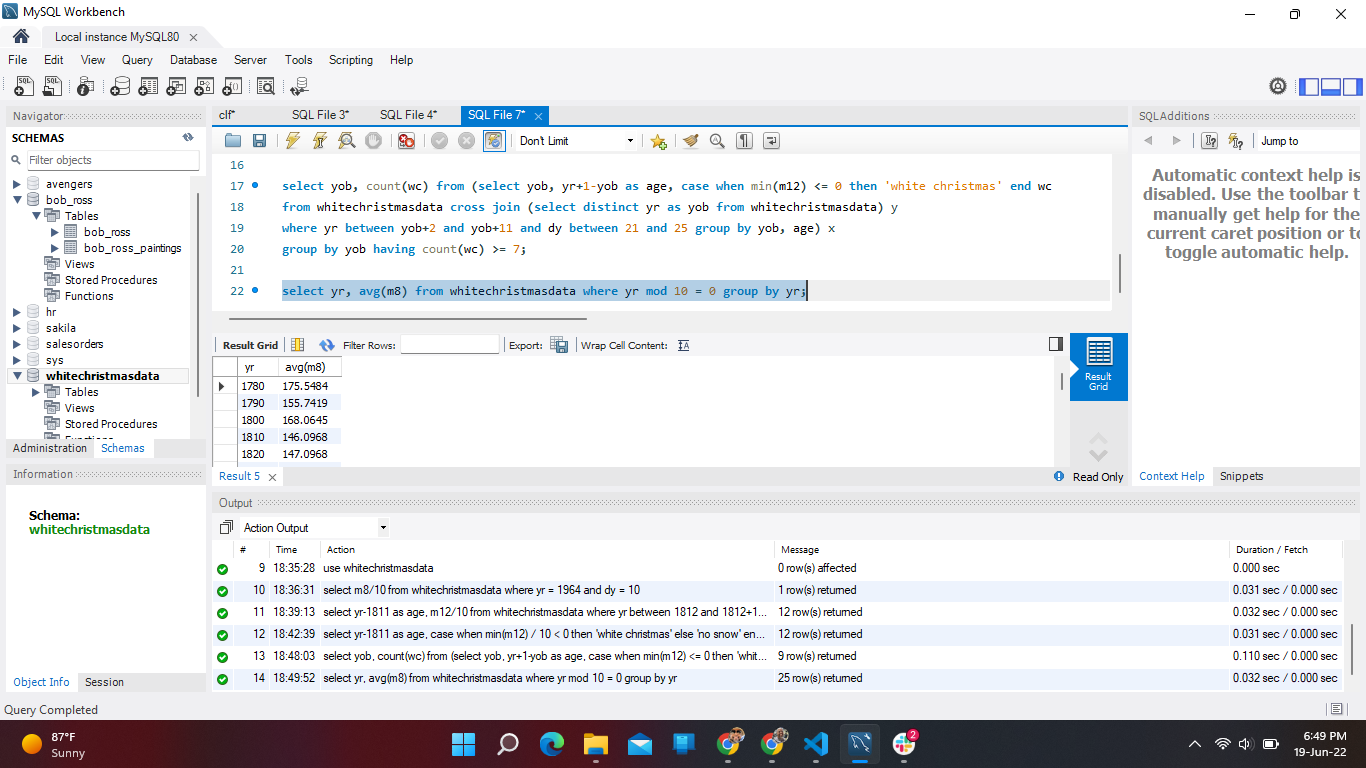 MySQL Workbench
Local instance MySQL80
File Edit View Query Database Server Tools Scripting Help
Navigator
SCHEMAS
Filter objects
avengers
bob_ross
Tables
bob_ross
bob_ross_paintings
Views
Stored Procedures
Functions
hr
sakila
salesorders
sys
whitechristmasdata
Tables
Views
Stored Procedures
Functions
Administration Schemas
Information
Schema:
whitechristmasdata
Object Info Session
clf* SQL File 3* SQL File 4* SQL File 7*
Don't Limit
16
17 select yob, count(wc) from (select yob, yr+1-yob as age, case when min(m12) <= 0 then 'white christmas' end wc
18 from whitechristmasdata cross join (select distinct yr as yob from whitechristmasdata) y
19 where yr between yob+2 and yob+11 and dy between 21 and 25 group by yob, age) x
20 group by yob having count(wc) >= 7;
21
22 select yr, avg(m8) from whitechristmasdata where yr mod 10 = 0 group by yr;
Result Grid Filter Rows: Export: Wrap Cell Content:
yr avg(m8)
1780 175.5484
1790 155.7419
1800 168.0645
1810 146.0968
1820 147.0968
Result
Grid
Result 5
Read Only
SQLAdditions
Jump to
Automatic context help is
disabled. Use the toolbar t
manually get help for the
current caret position or to
toggle automatic help.
Context Help Snippets
Output
Action Output
# Time Action Message Duration / Fetch
9 18:35:28 use whitechristmasdata 0 row(s) affected 0.000 sec
10 18:36:31 select m8/10 from whitechristmasdata where yr = 1964 and dy = 10 1 row(s) returned 0.031 sec / 0.000 sec
11 18:39:13 select yr-1811 as age, m12/10 from whitechristmasdata where yr between 1812 and 1812+1... 12 row(s) returned 0.032 sec / 0.000 sec
12 18:42:39 select yr-1811 as age, case when min(m12) / 10 < 0 then 'white christmas' else 'no snow' en... 12 row(s) returned 0.031 sec / 0.000 sec
13 18:48:03 select yob, count(wc) from (select yob, yr+1-yob as age, case when min(m12) <= 0 then 'whit... 9 row(s) returned 0.110 sec / 0.000 sec
14 18:49:52 select yr, avg(m8) from whitechristmasdata where yr mod 10 = 0 group by yr 25 row(s) returned 0.032 sec / 0.000 sec
Query Completed
87°F
Sunny
2
6:49 PM
19-Jun-22